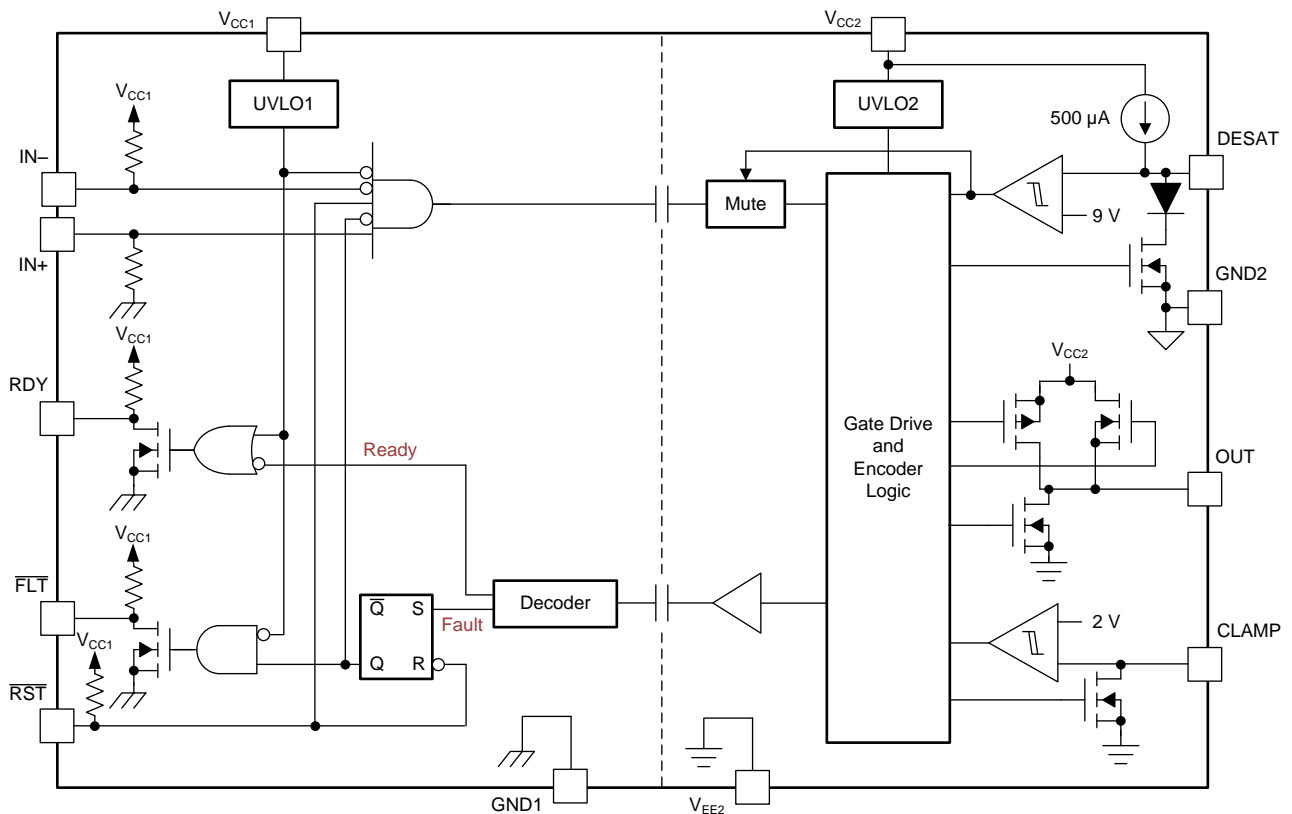 VCC1
VCC2
UVLO1
UVLO2
VCC1
500 µA
DESAT
IN–
Mute
9 V
IN+
GND2
VCC1
VCC2
RDY
Gate Drive
and
Encoder
Logic
Ready
OUT
VCC1
FLT
Q̅ S
Decoder
Fault
2 V
CLAMP
VCC1
Q R
RST
GND1
VEE2